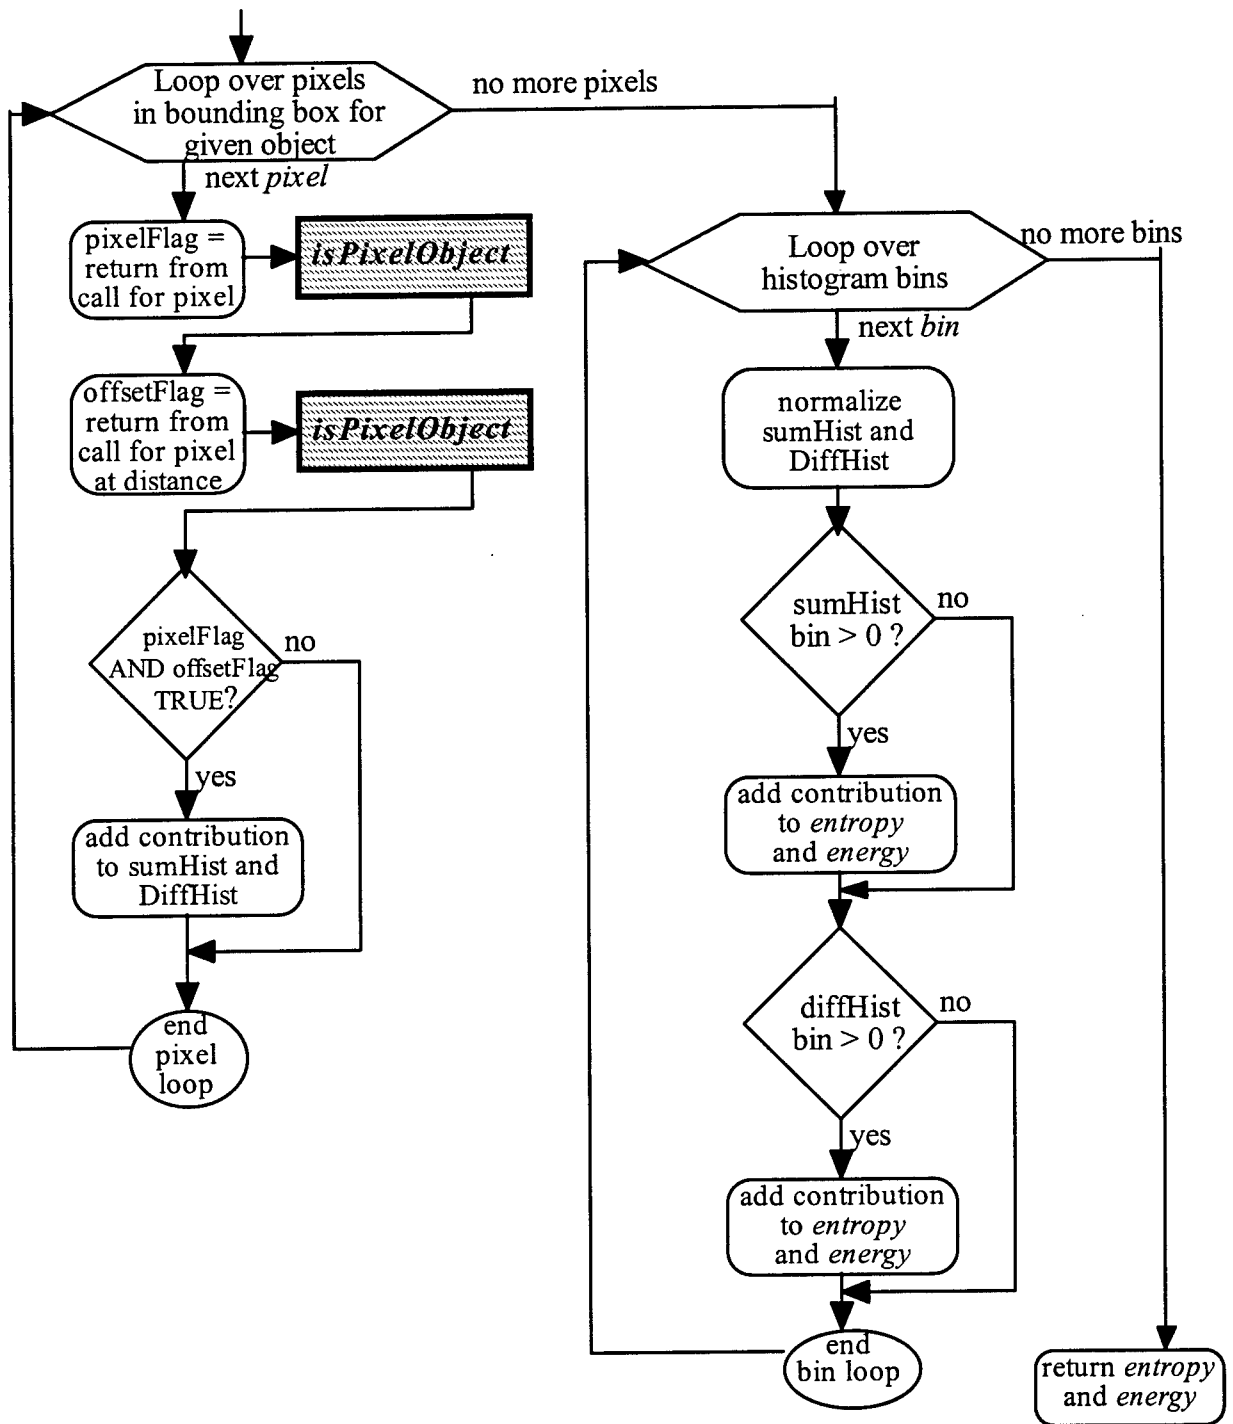 Loop over pixels
in bounding box for
given object
no more pixels
next pixel
pixelFlag =
return from
call for pixel
isPixelObject
offsetFlag =
return from
call for pixel
at distance
isPixelObject
pixelFlag
AND offsetFlag
TRUE?
no
yes
add contribution
to sumHist and
DiffHist
end
pixel
loop
Loop over
histogram bins
no more bins
next bin
normalize
sumHist and
DiffHist
sumHist
bin > 0 ?
no
yes
add contribution
to entropy
and energy
diffHist
bin > 0 ?
no
yes
add contribution
to entropy
and energy
end
bin loop
return entropy
and energy